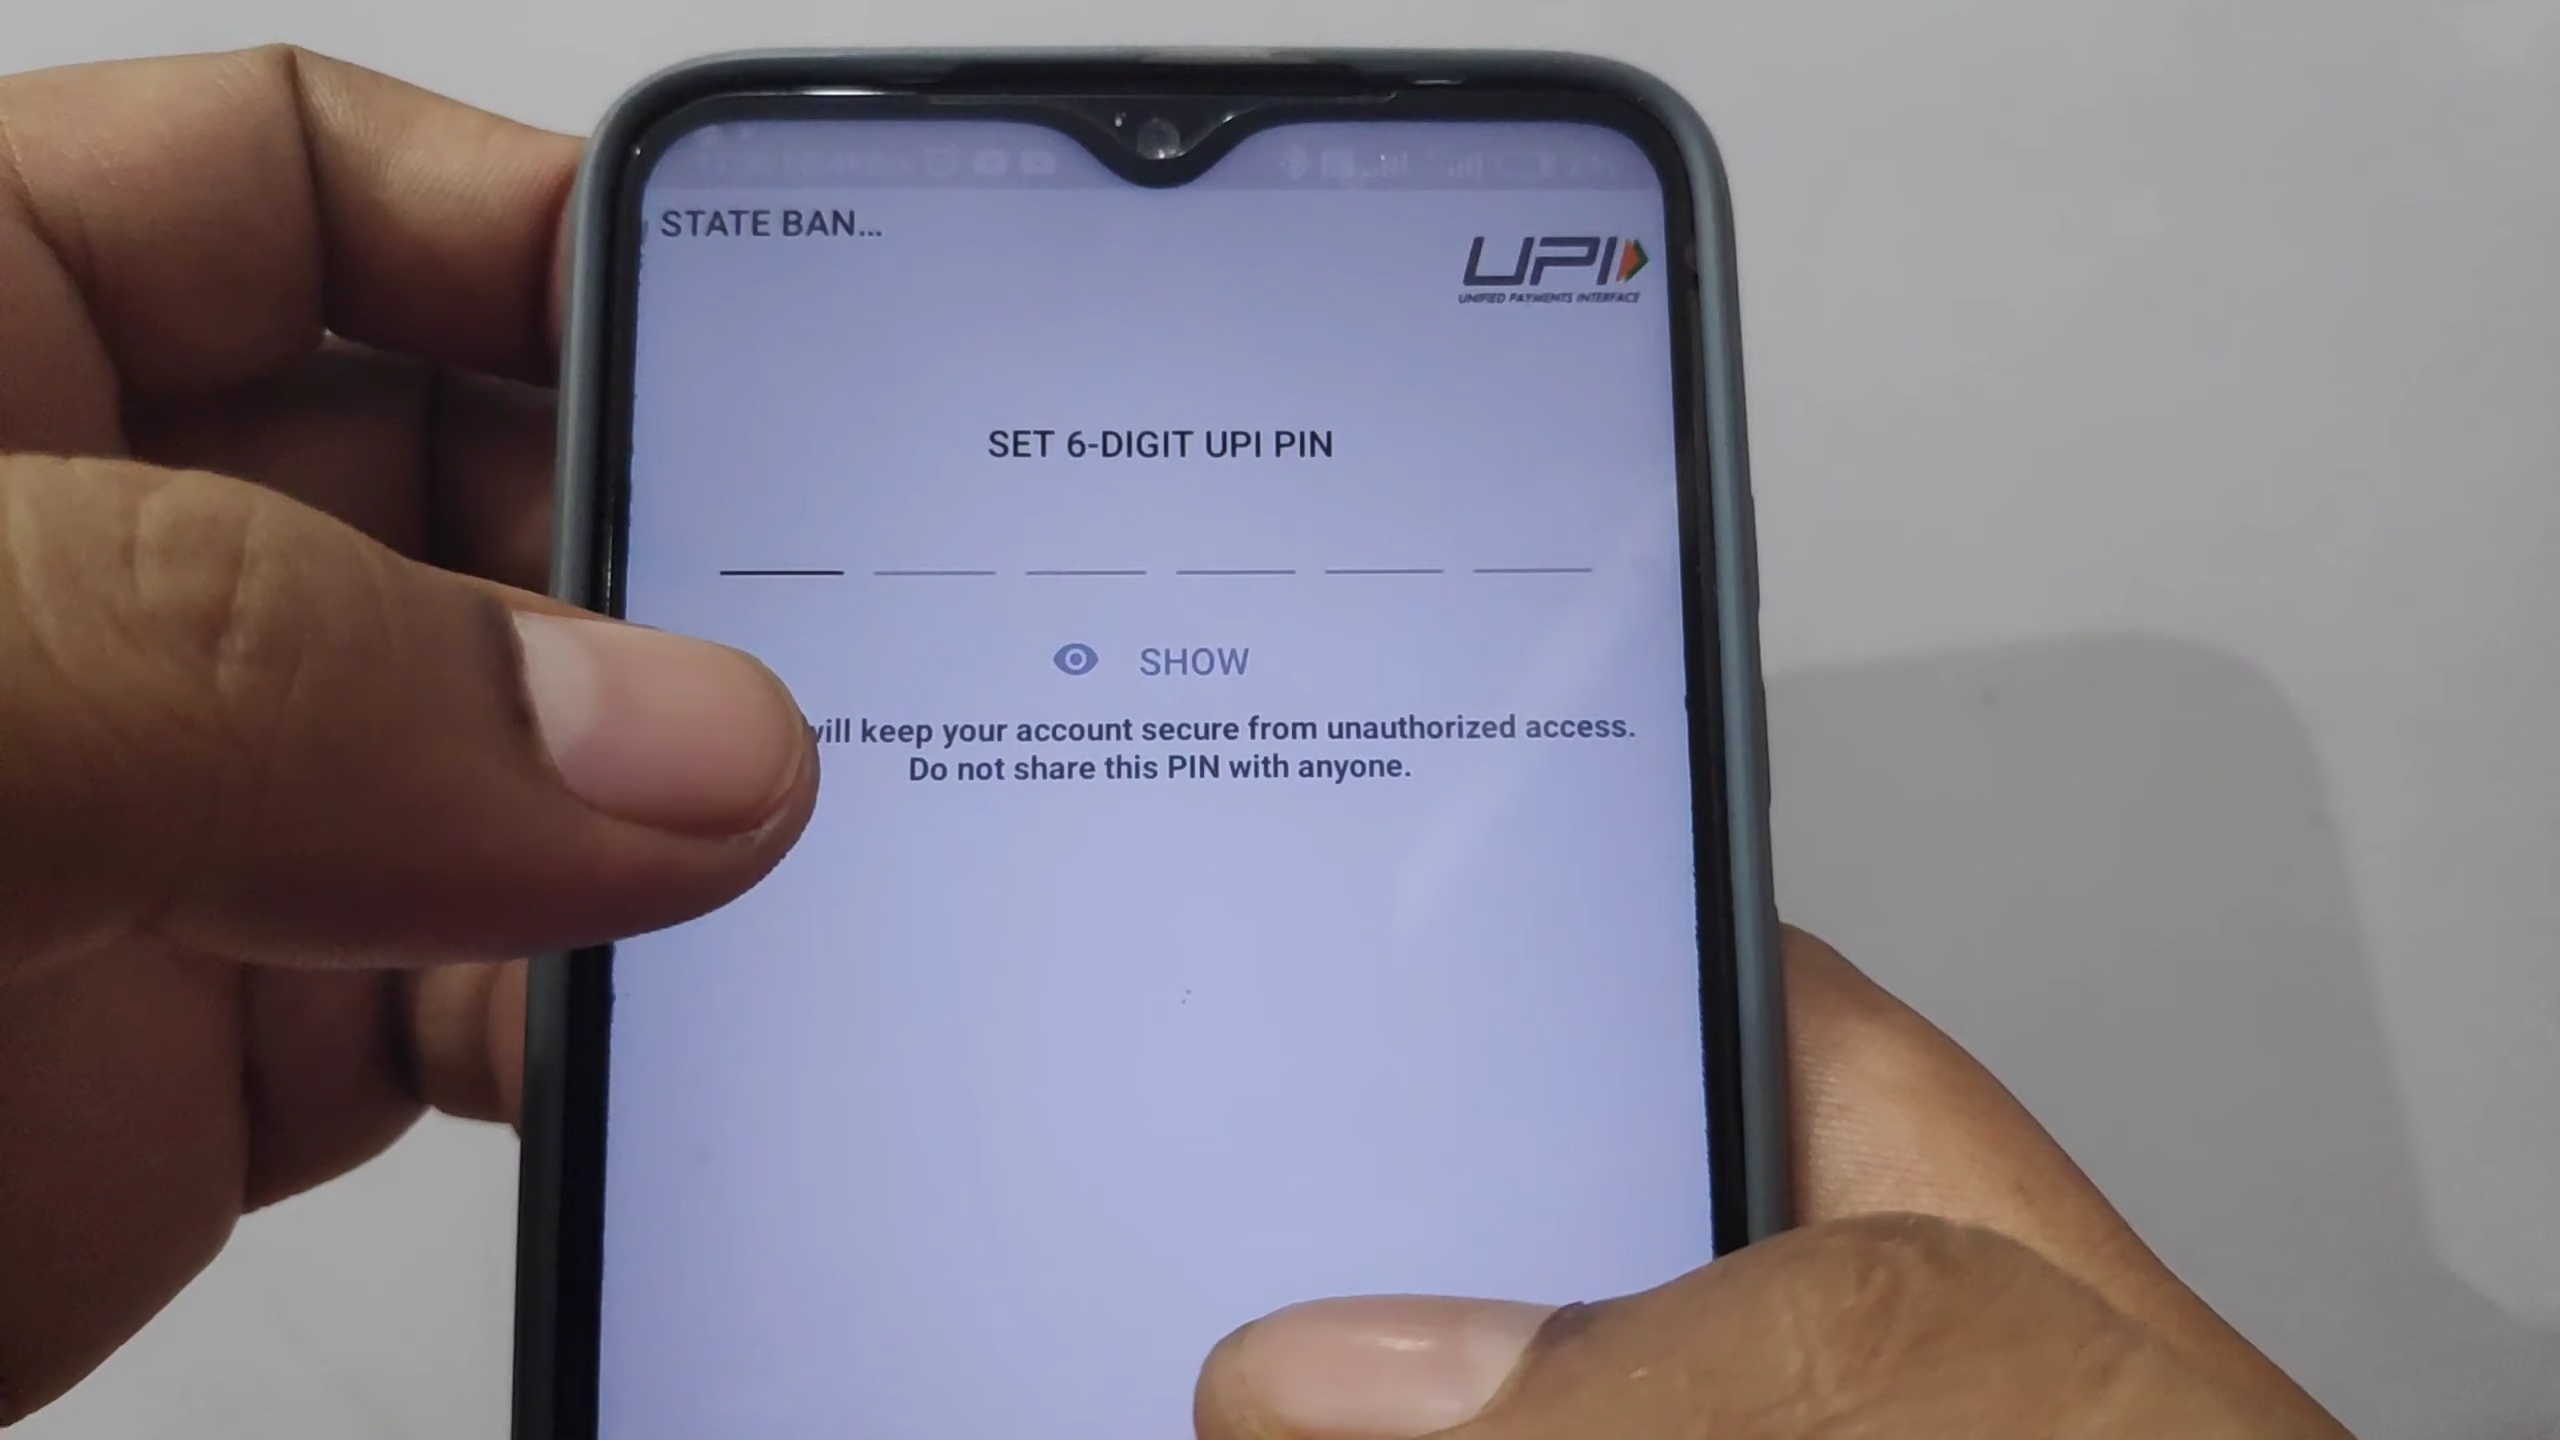 STATE BAN...
UPI
UNIFIED PAYMENTS INTERFACE
SET 6-DIGIT UPI PIN
SHOW
will keep your account secure from unauthorized access.
Do not share this PIN with anyone.